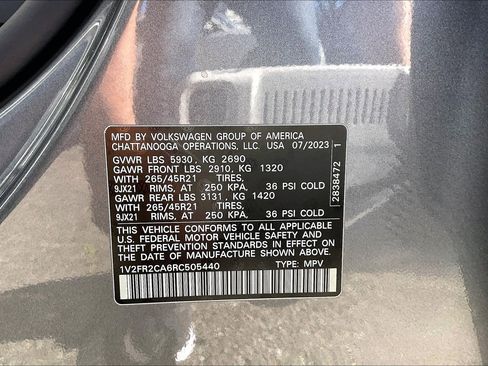 MFD BY VOLKSWAGEN GROUP OF AMERICA
CHATTANOOGA OPERATIONS, LLC. USA 07/2023
GVWR LBS 5930, KG 2690
GAWR FRONT LBS 2910, KG 1320
WITH 265/45R21 TIRES,
9JX21 RIMS, AT 250 KPA, 36 PSI COLD
GAWR REAR LBS 3131, KG 1420
WITH 265/45R21 TIRES,
9JX21 RIMS, AT 250 KPA, 36 PSI COLD
THIS VEHICLE CONFORMS TO ALL APPLICABLE
U.S. FEDERAL MOTOR VEHICLE SAFETY AND
THEFT PREVENTION STANDARDS IN EFFECT ON THE
DATE OF MANUFACTURE SHOWN ABOVE.
1V2FR2CA6RC505440 TYPE: MPV
2838472 1